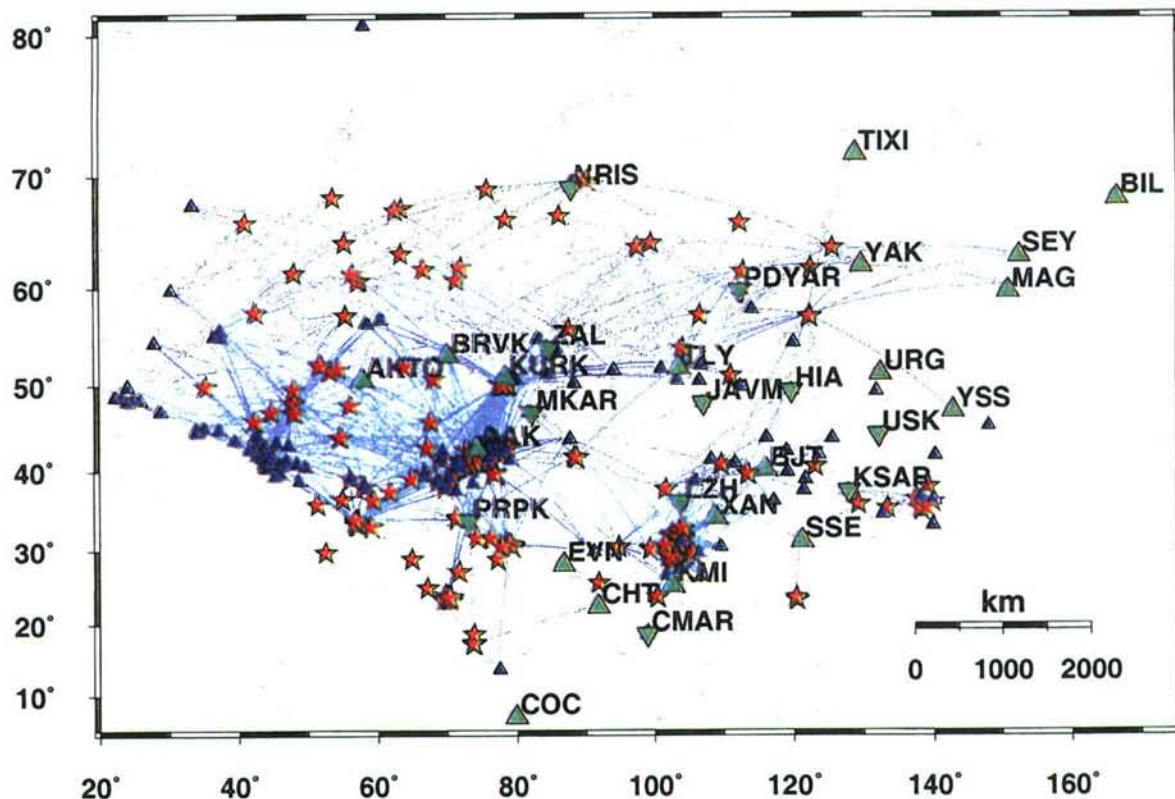 80°
TIXI
NRIS
BIL
70°
SEY
YAK
MAG
PDYAR
60°
ZAL
BRVK
TLY
URG
AKTO
KURK
HIA
50°
JAVM
YSS
MKAR
USK
AAK
BJT
40°
KSAR
LZH
XAN
PRPK
SSE
30°
EVN
KMI
CHT
km
20°
CMAR
0 1000 2000
10°
COC
20° 40° 60° 80° 100° 120° 140° 160°